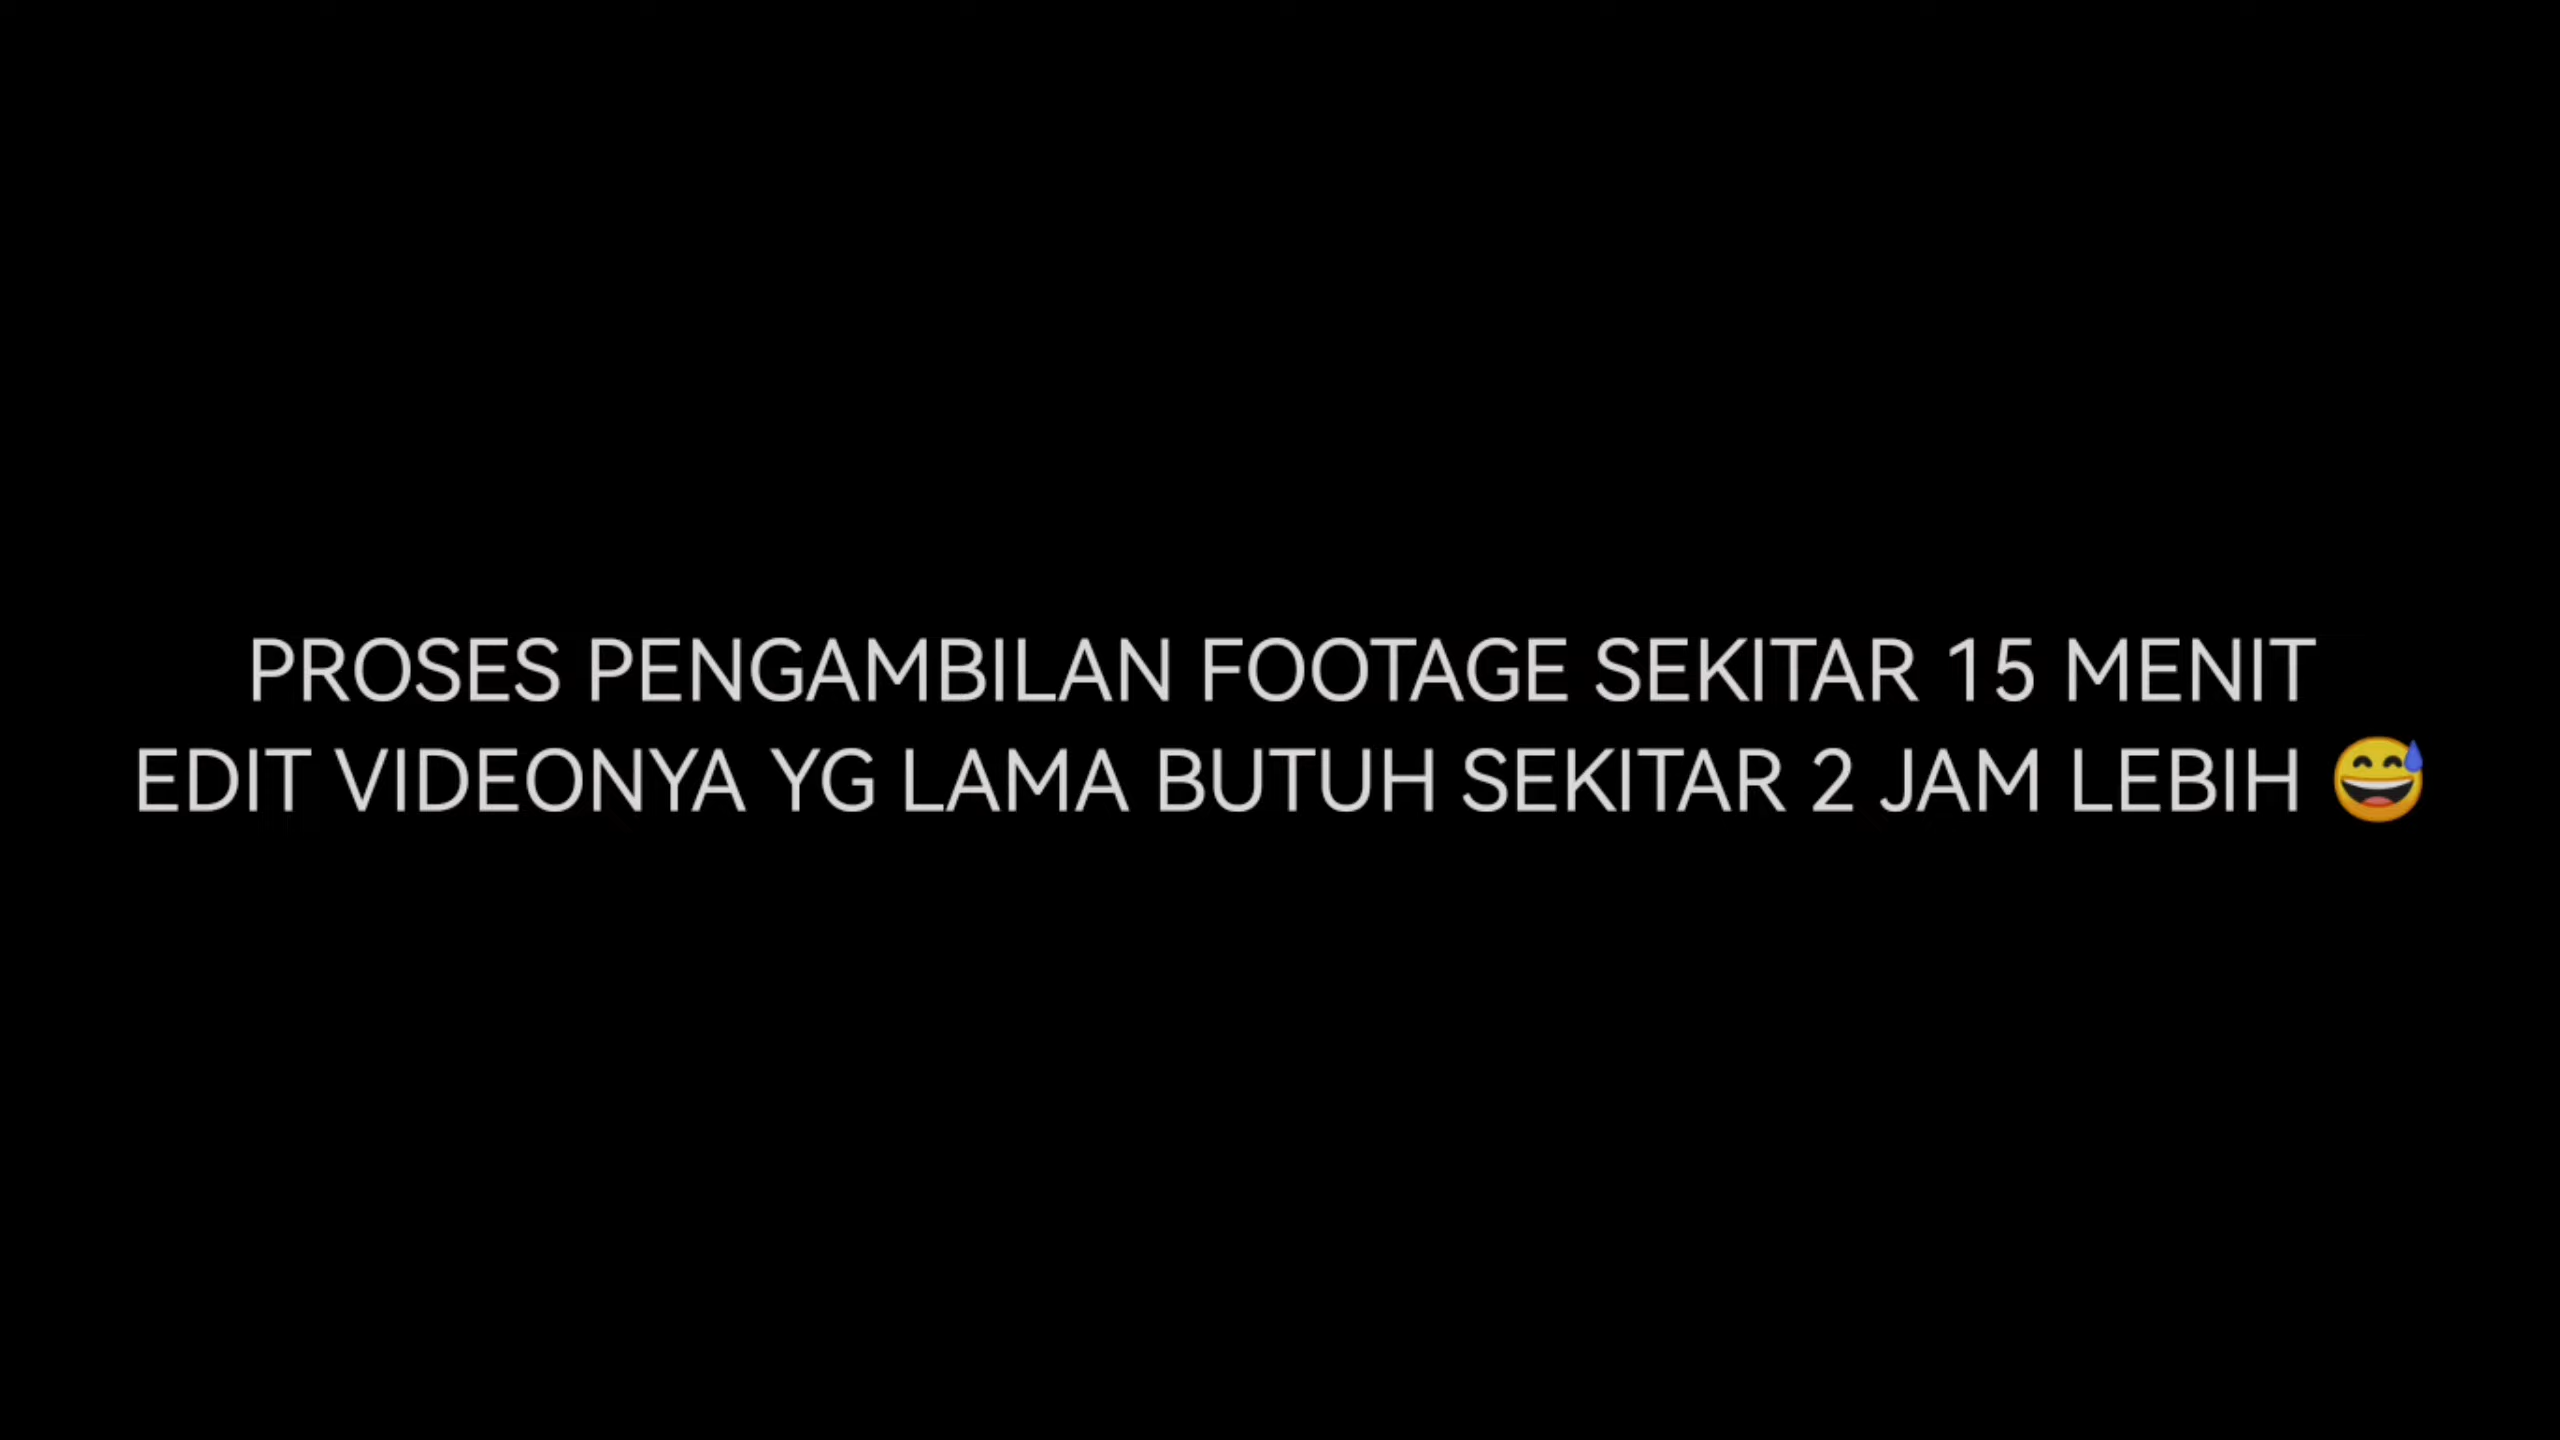 PROSES PENGAMBILAN FOOTAGE SEKITAR 15 MENIT
EDIT VIDEONYA YG LAMA BUTUH SEKITAR 2 JAM LEBIH 😅